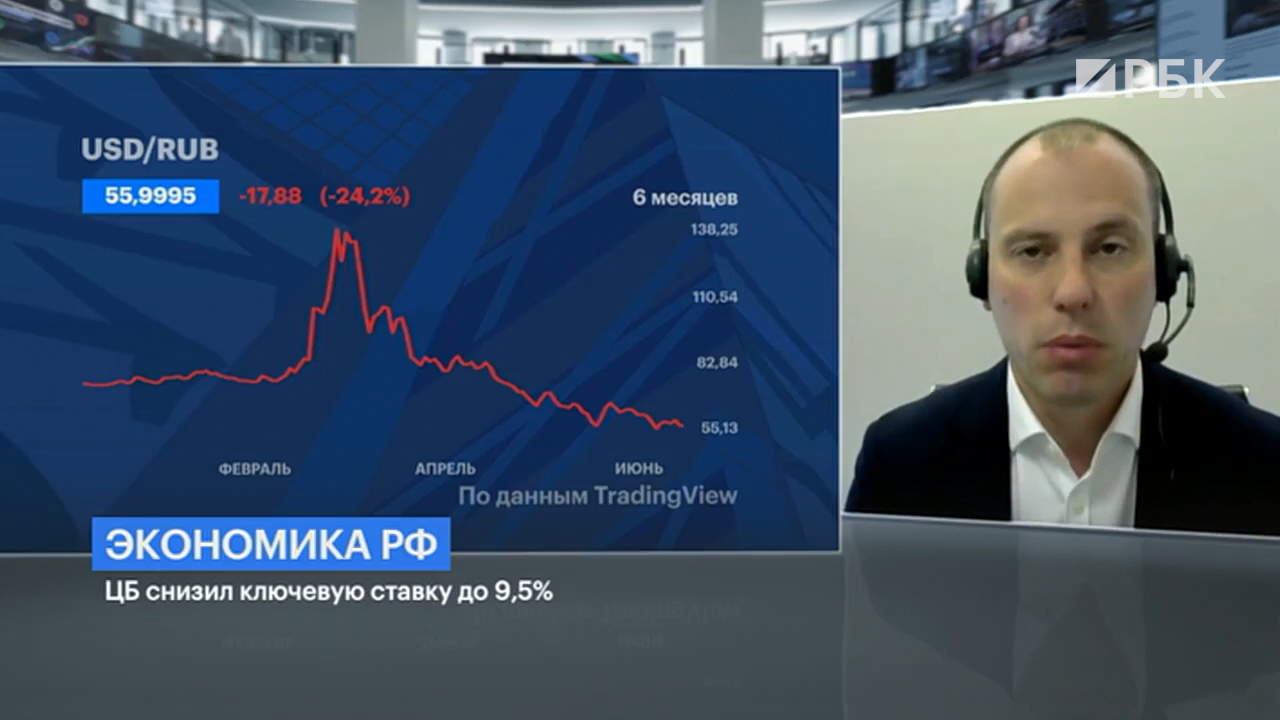 РБК
USD/RUB
55,9995 -17,88 (-24,2%)
6 месяцев
138,25
110,54
82,84
55,13
ФЕВРАЛЬ АПРЕЛЬ ИЮНЬ
По данным TradingView
ЭКОНОМИКА РФ
ЦБ снизил ключевую ставку до 9,5%